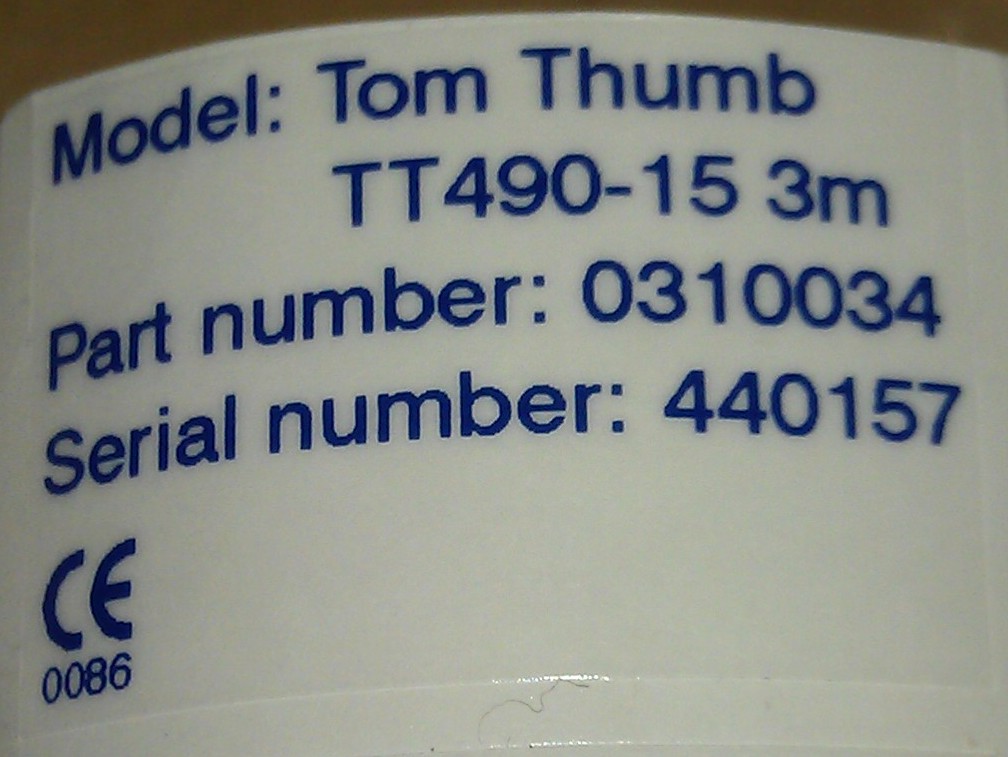 Model: Tom Thumb
TT490-15 3m
Part number: 0310034
Serial number: 440157
CE
0086